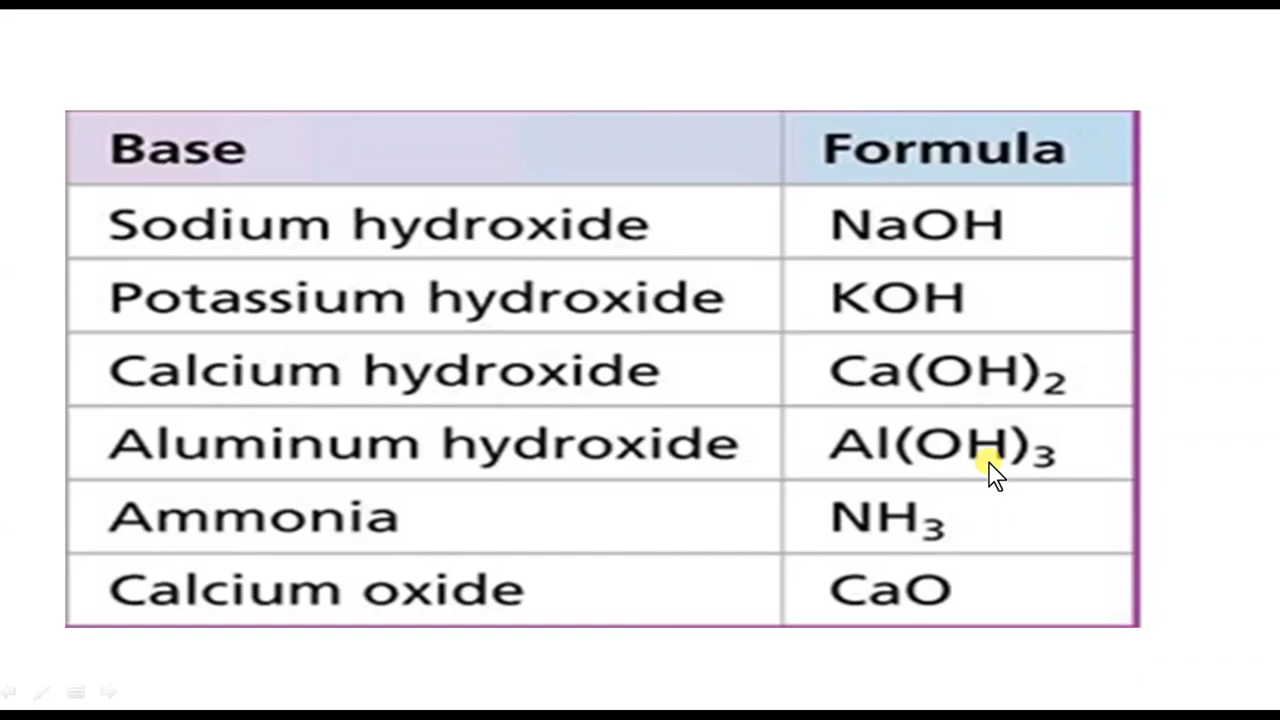 Base Formula
Sodium hydroxide NaOH
Potassium hydroxide KOH
Calcium hydroxide Ca(OH)₂
Aluminum hydroxide Al(OH)₃
Ammonia NH₃
Calcium oxide CaO